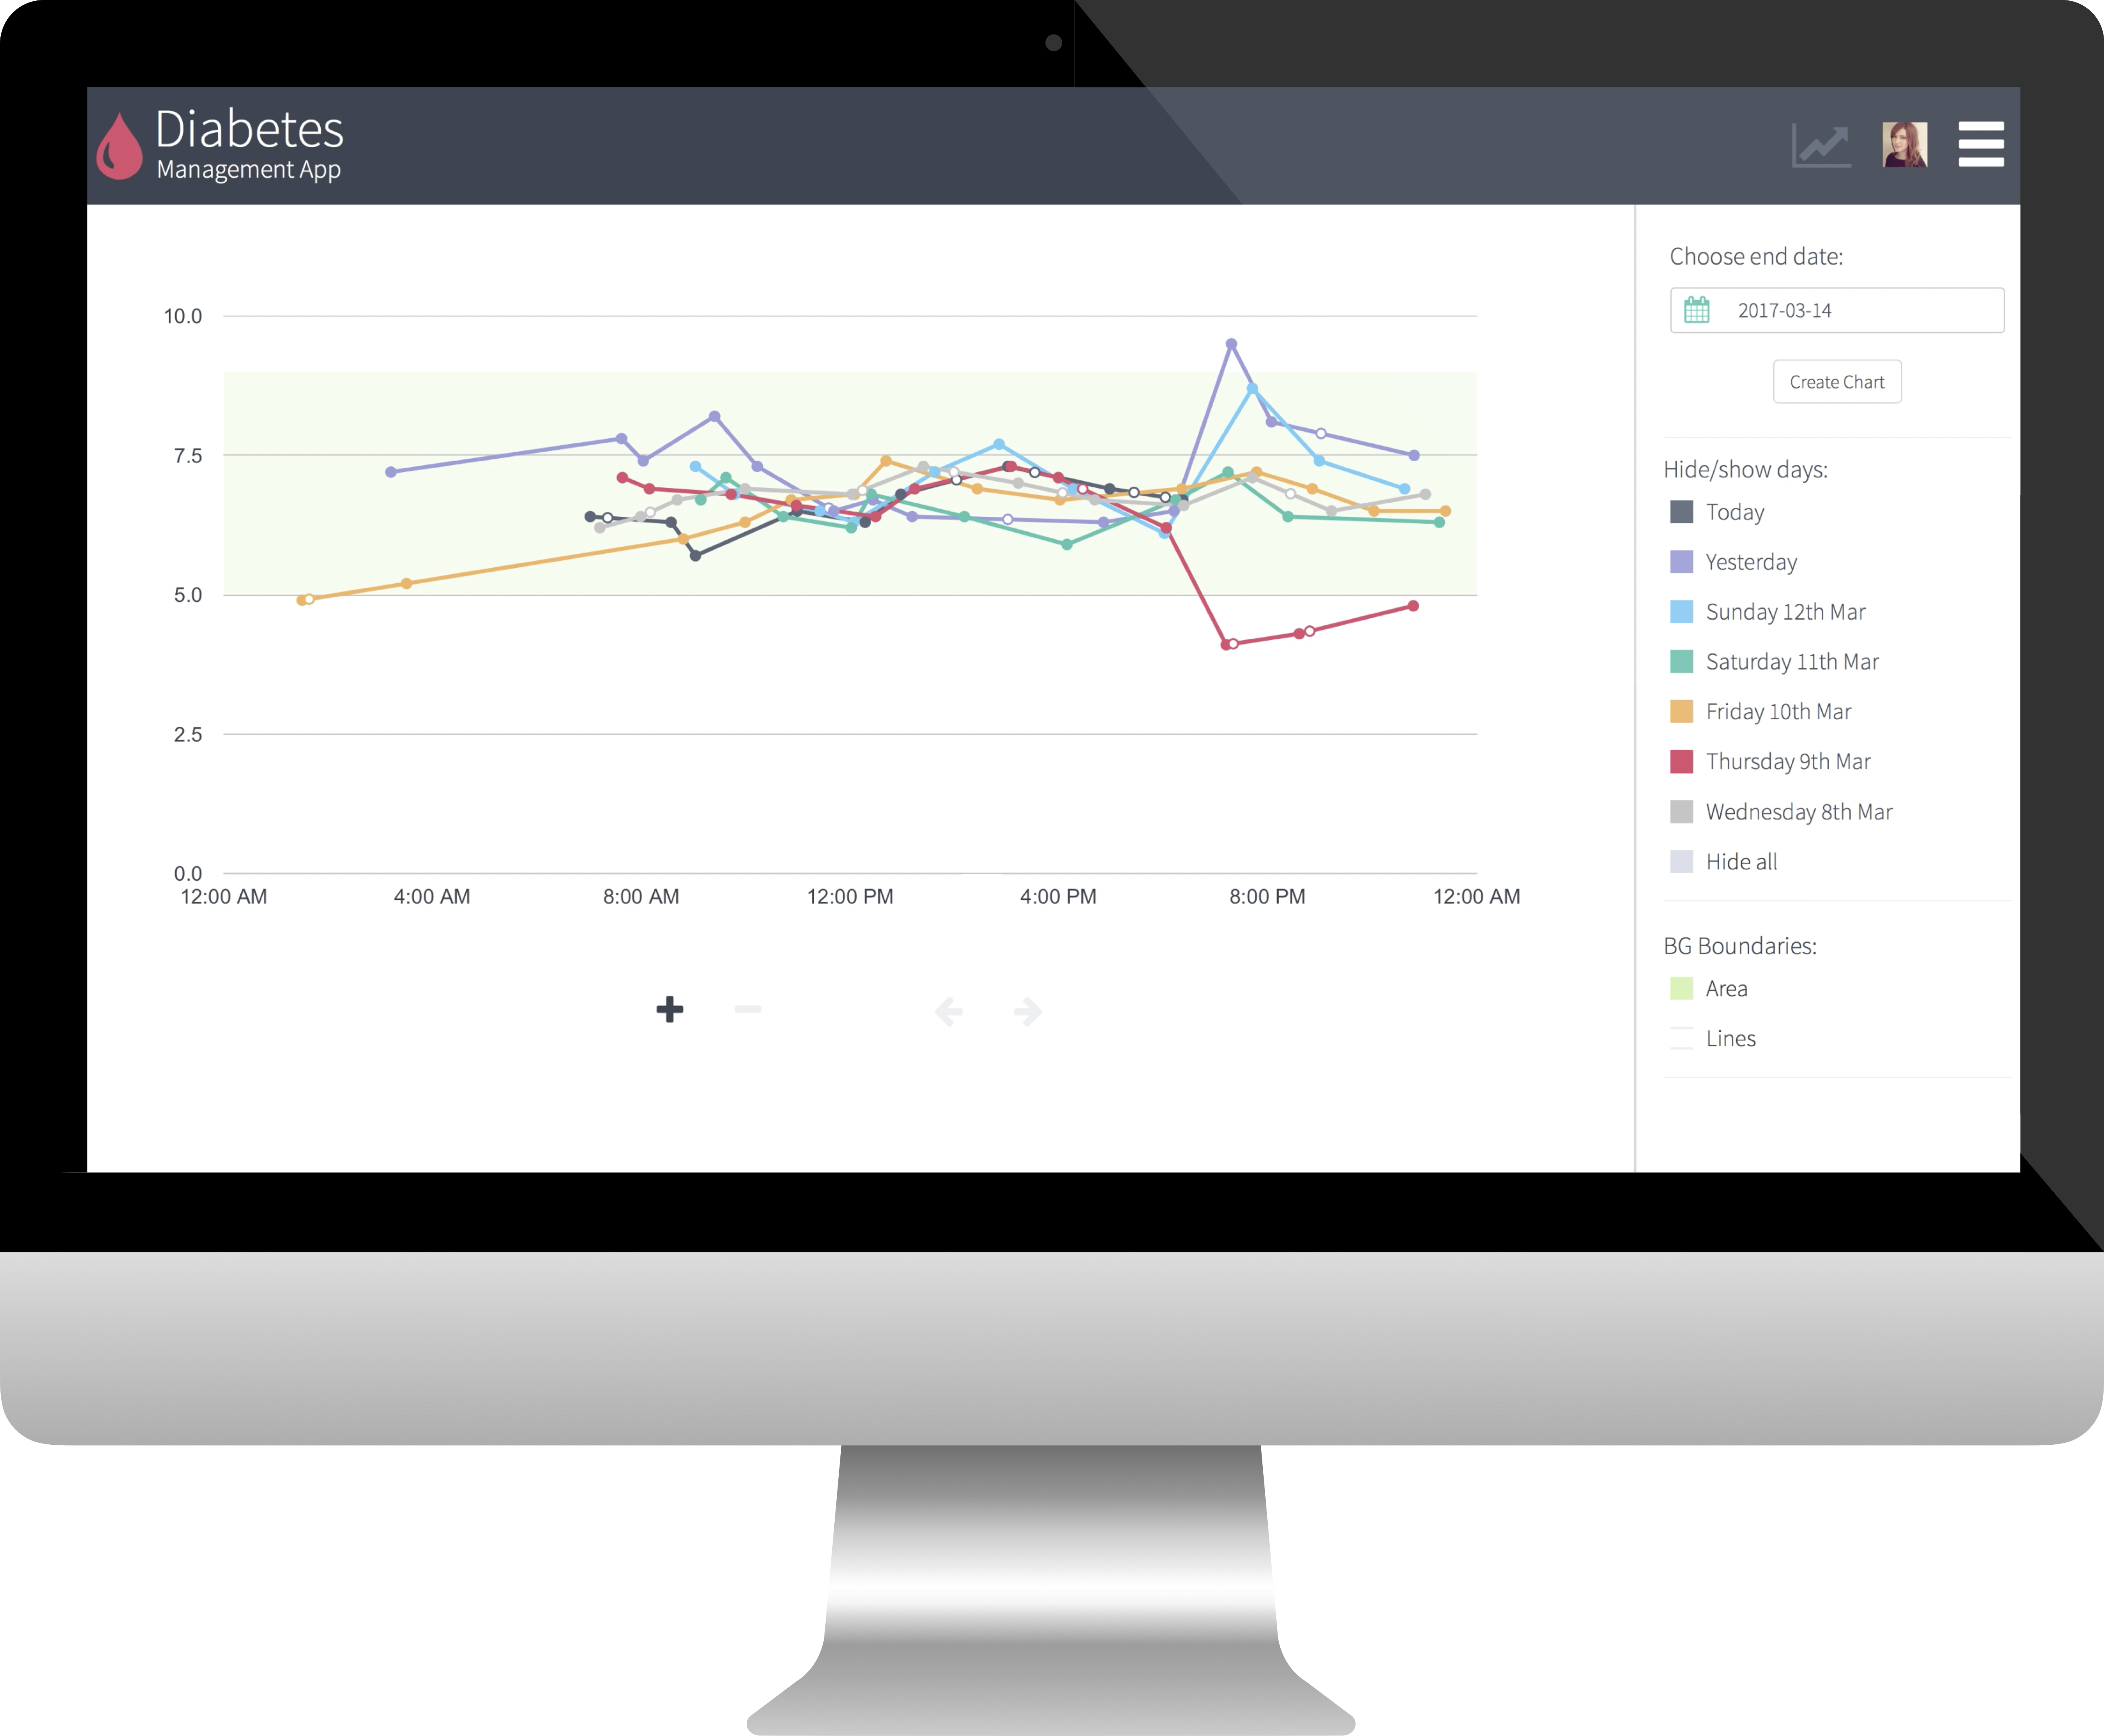 Diabetes
Management App
10.0
7.5
5.0
2.5
0.0
12:00 AM 4:00 AM 8:00 AM 12:00 PM 4:00 PM 8:00 PM 12:00 AM
Choose end date:
2017-03-14
Create Chart
Hide/show days:
Today
Yesterday
Sunday 12th Mar
Saturday 11th Mar
Friday 10th Mar
Thursday 9th Mar
Wednesday 8th Mar
Hide all
BG Boundaries:
Area
Lines